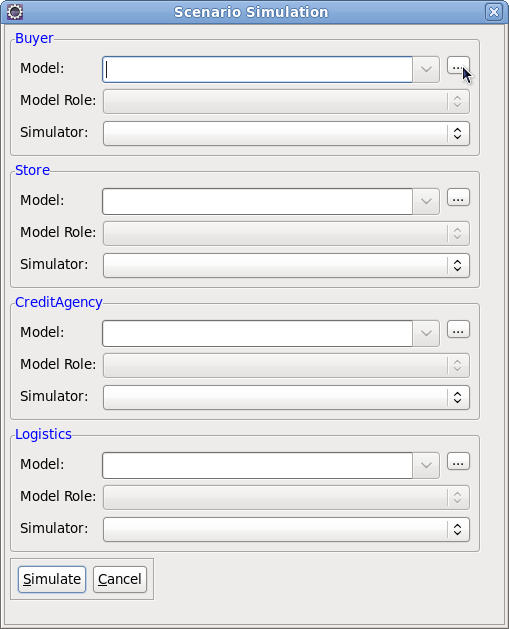 Scenario Simulation
Buyer
Model:
...
Model Role:
Simulator:
Store
Model:
...
Model Role:
Simulator:
CreditAgency
Model:
...
Model Role:
Simulator:
Logistics
Model:
...
Model Role:
Simulator:
Simulate Cancel